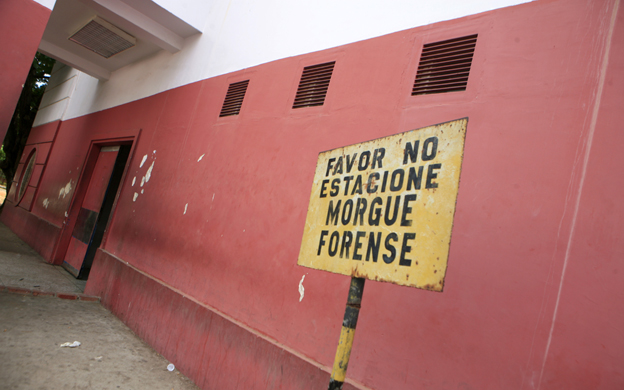 FAVOR NO
ESTACIONE
MORGUE
FORENSE.